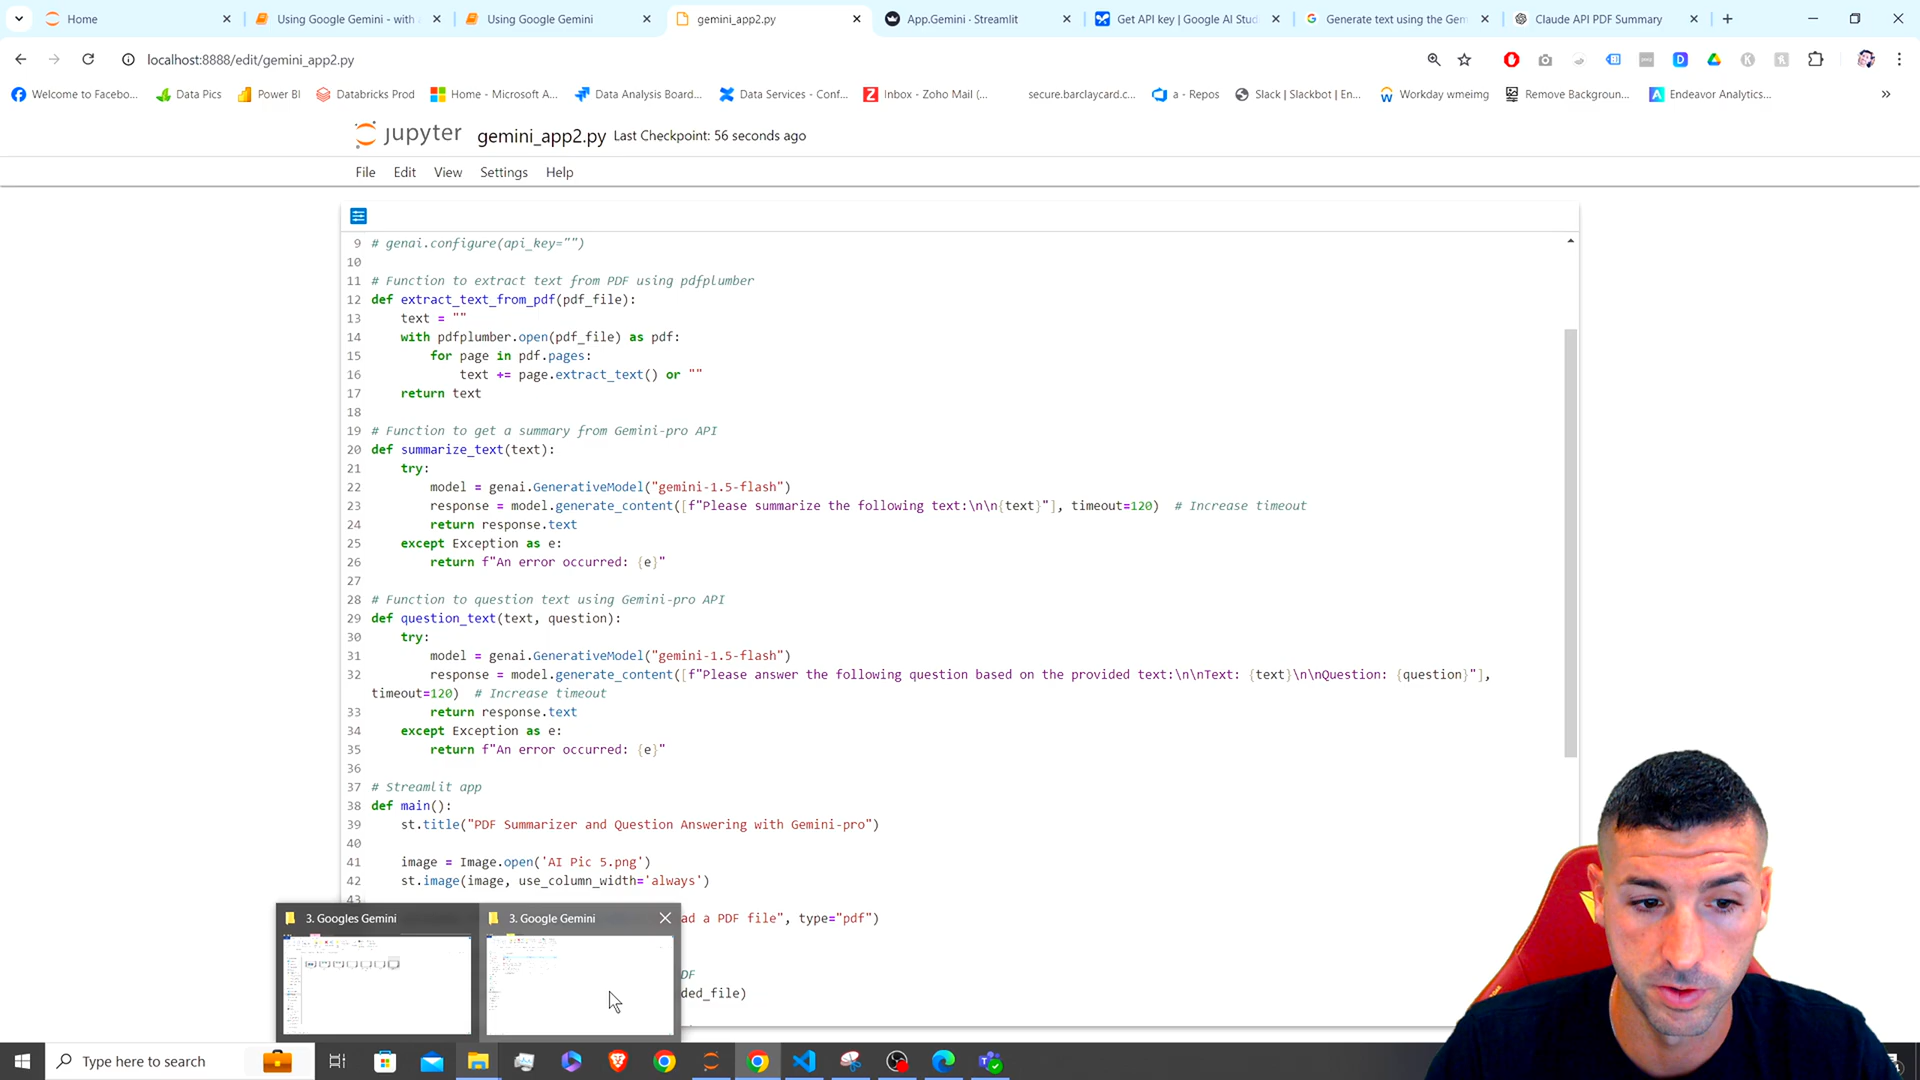 Home
Using Google Gemini - with
Using Google Gemini
gemini_app2.py
App.Gemini · Streamlit
Get API key | Google AI Stud
Generate text using the Gem
Claude API PDF Summary
localhost:8888/edit/gemini_app2.py
Welcome to Facebo...
Data Pics
Power BI
Databricks Prod
Home - Microsoft A...
Data Analysis Board...
Data Services - Conf...
Inbox - Zoho Mail (...
secure.barclaycard.c...
a - Repos
Slack | Slackbot | En...
Workday wmeimg
Remove Backgroun...
Endeavor Analytics...
jupyter gemini_app2.py Last Checkpoint: 56 seconds ago
File Edit View Settings Help
9 # genai.configure(api_key="")
10
11 # Function to extract text from PDF using pdfplumber
12 def extract_text_from_pdf(pdf_file):
13 text = ""
14 with pdfplumber.open(pdf_file) as pdf:
15 for page in pdf.pages:
16 text += page.extract_text() or ""
17 return text
18
19 # Function to get a summary from Gemini-pro API
20 def summarize_text(text):
21 try:
22 model = genai.GenerativeModel("gemini-1.5-flash")
23 response = model.generate_content([f"Please summarize the following text:\n\n{text}"], timeout=120) # Increase timeout
24 return response.text
25 except Exception as e:
26 return f"An error occurred: {e}"
27
28 # Function to question text using Gemini-pro API
29 def question_text(text, question):
30 try:
31 model = genai.GenerativeModel("gemini-1.5-flash")
32 response = model.generate_content([f"Please answer the following question based on the provided text:\n\nText: {text}\n\nQuestion: {question}"],
timeout=120) # Increase timeout
33 return response.text
34 except Exception as e:
35 return f"An error occurred: {e}"
36
37 # Streamlit app
38 def main():
39 st.title("PDF Summarizer and Question Answering with Gemini-pro")
40
41 image = Image.open('AI Pic 5.png')
42 st.image(image, use_column_width='always')
43
3. Googles Gemini
3. Google Gemini
ad a PDF file", type="pdf")
DF
ded_file)
Type here to search